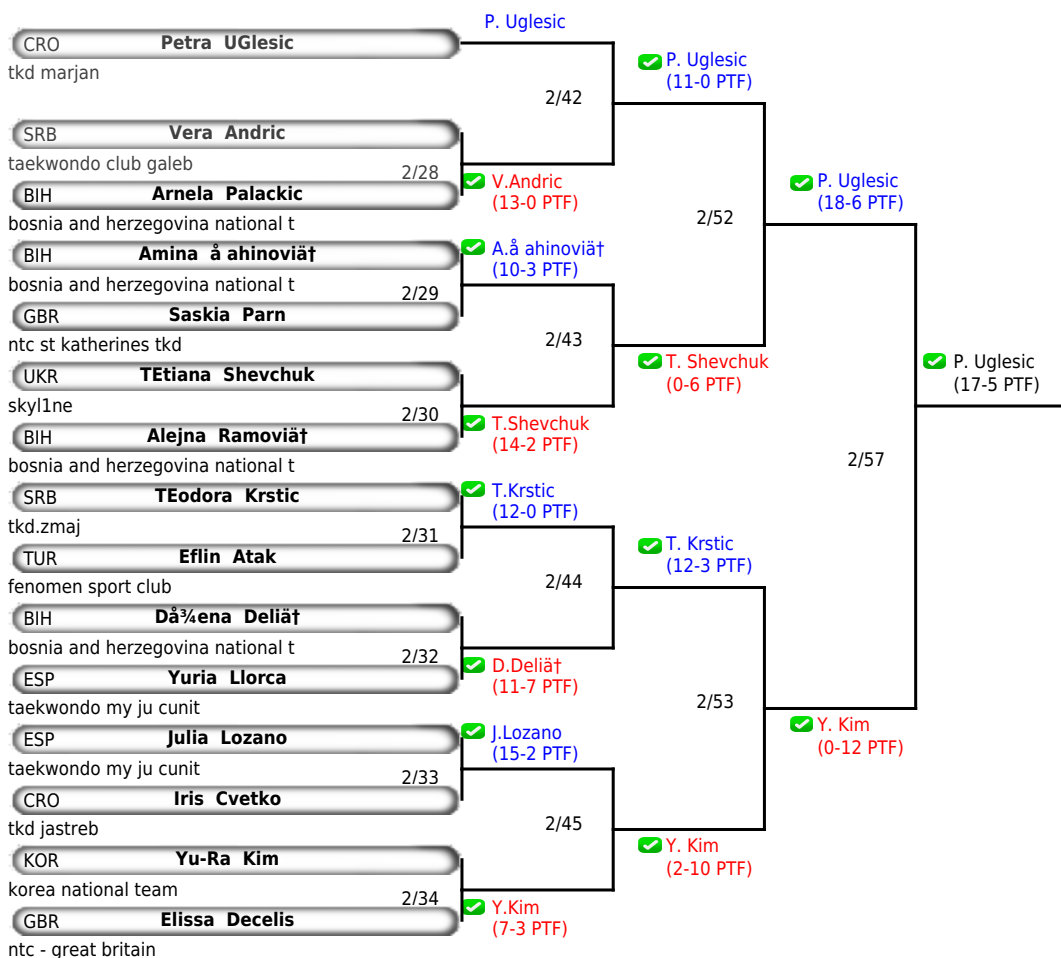 P. Uglesic
CRO Petra UGlesic
tkd marjan
P. Uglesic
(11-0 PTF)
2/42
SRB Vera Andric
taekwondo club galeb
2/28
BIH Arnela Palackic
V.Andric
(13-0 PTF)
bosnia and herzegovina national t
P. Uglesic
(18-6 PTF)
2/52
BIH Amina å ahinoviä†
A.å ahinoviä†
(10-3 PTF)
bosnia and herzegovina national t
2/29
GBR Saskia Parn
ntc st katherines tkd
2/43
UKR TEtiana Shevchuk
T. Shevchuk
(0-6 PTF)
P. Uglesic
(17-5 PTF)
skyl1ne
2/30
BIH Alejna Ramoviä†
T.Shevchuk
(14-2 PTF)
bosnia and herzegovina national t
2/57
SRB TEodora Krstic
T.Krstic
(12-0 PTF)
tkd.zmaj
2/31
TUR Eflin Atak
T. Krstic
(12-3 PTF)
fenomen sport club
2/44
BIH Då¾ena Deliä†
bosnia and herzegovina national t
2/32
ESP Yuria Llorca
D.Deliä†
(11-7 PTF)
taekwondo my ju cunit
2/53
ESP Julia Lozano
J.Lozano
(15-2 PTF)
Y. Kim
(0-12 PTF)
taekwondo my ju cunit
2/33
CRO Iris Cvetko
tkd jastreb
2/45
KOR Yu-Ra Kim
Y. Kim
(2-10 PTF)
korea national team
2/34
GBR Elissa Decelis
Y.Kim
(7-3 PTF)
ntc - great britain